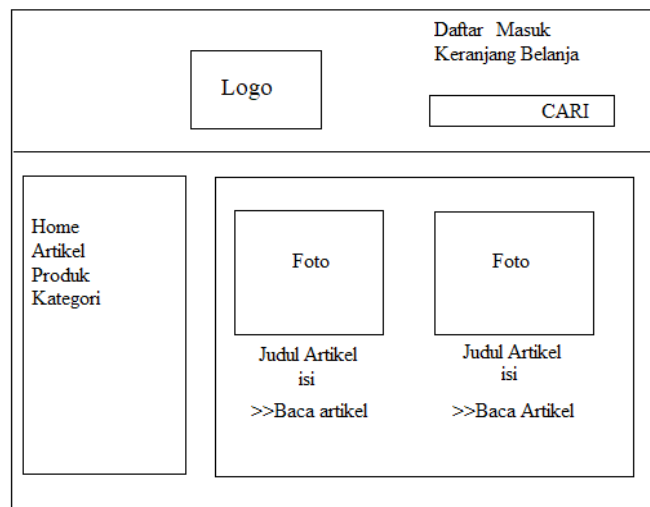 Daftar Masuk
Keranjang Belanja
Logo
CARI
Home
Artikel
Produk
Kategori
Foto
Judul Artikel
isi
>>Baca artikel
Foto
Judul Artikel
isi
>>Baca Artikel